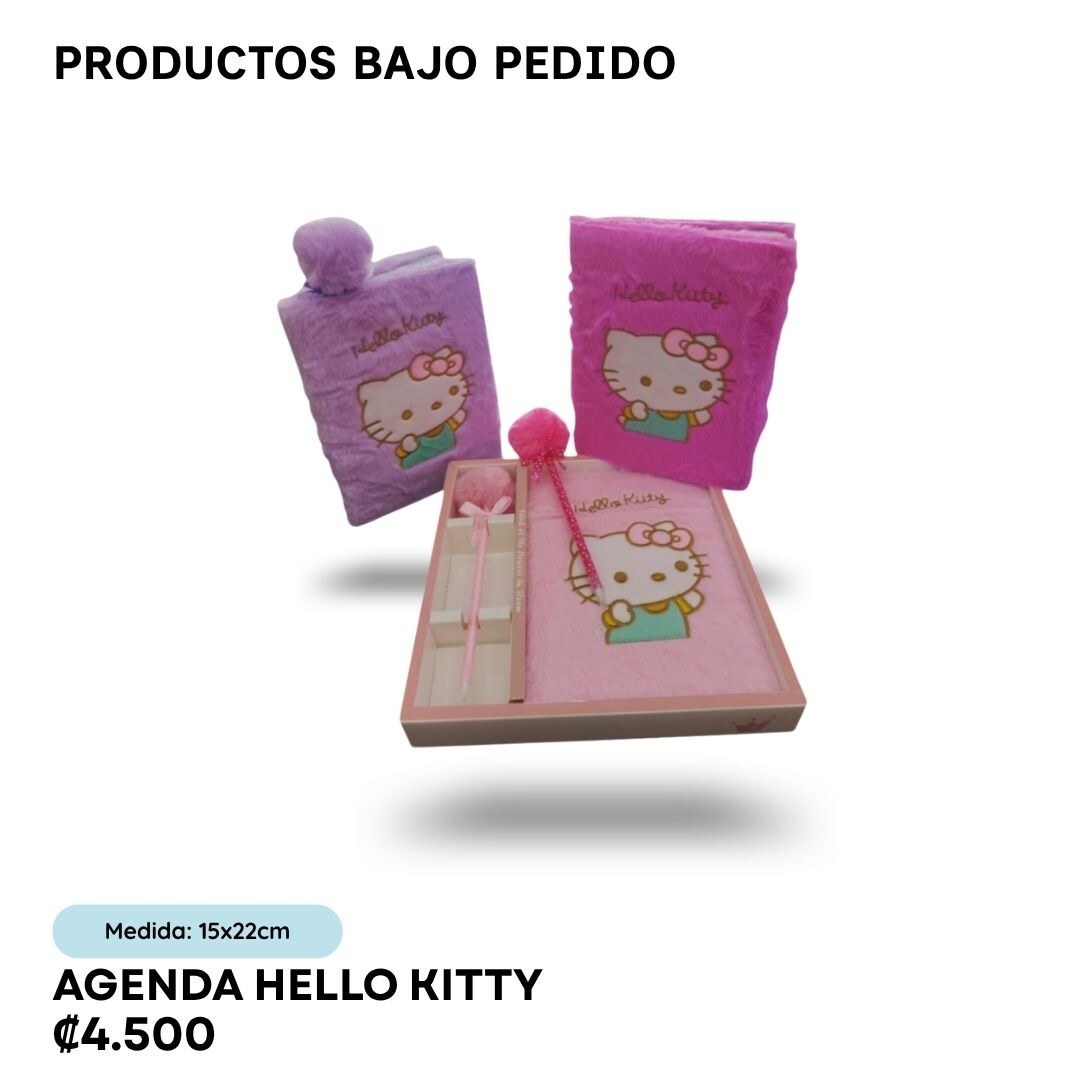 PRODUCTOS BAJO PEDIDO
Hello Kitty
Hello Kitty
Hello Kitty
Medida: 15x22cm
AGENDA HELLO KITTY
₡4.500